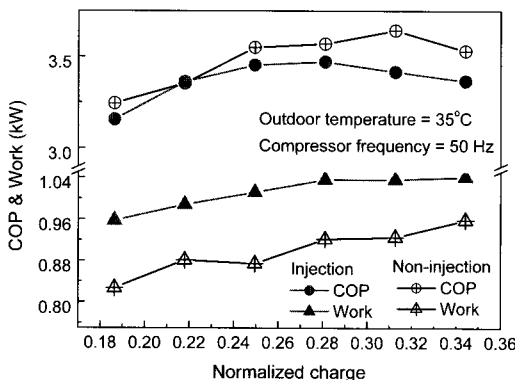 COP & Work (kW)
3.5
3.0
1.04
0.96
0.88
0.80
Outdoor temperature = 35°C
Compressor frequency = 50 Hz
Injection Non-injection
COP COP
Work Work
0.18 0.20 0.22 0.24 0.26 0.28 0.30 0.32 0.34 0.36
Normalized charge